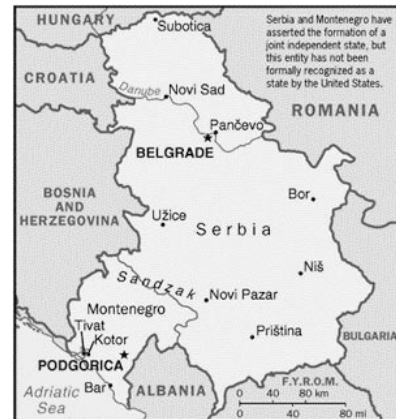 HUNGARY
Subotica
Serbia and Montenegro have
asserted the formation of a
joint independent state, but
this entity has not been
formally recognized as a
state by the United States.
CROATIA
Danube
Novi Sad
ROMANIA
Pančevo
BELGRADE
BOSNIA
AND
HERZEGOVINA
Bor
Užice
Serbia
Sandzak
Niš
Montenegro
Novi Pazar
Tivat
Kotor
Priština
BULGARIA
PODGORICA
Bar
Adriatic
Sea
ALBANIA
F.Y.R.O.M.
0 40 80 km
0 40 80 mi